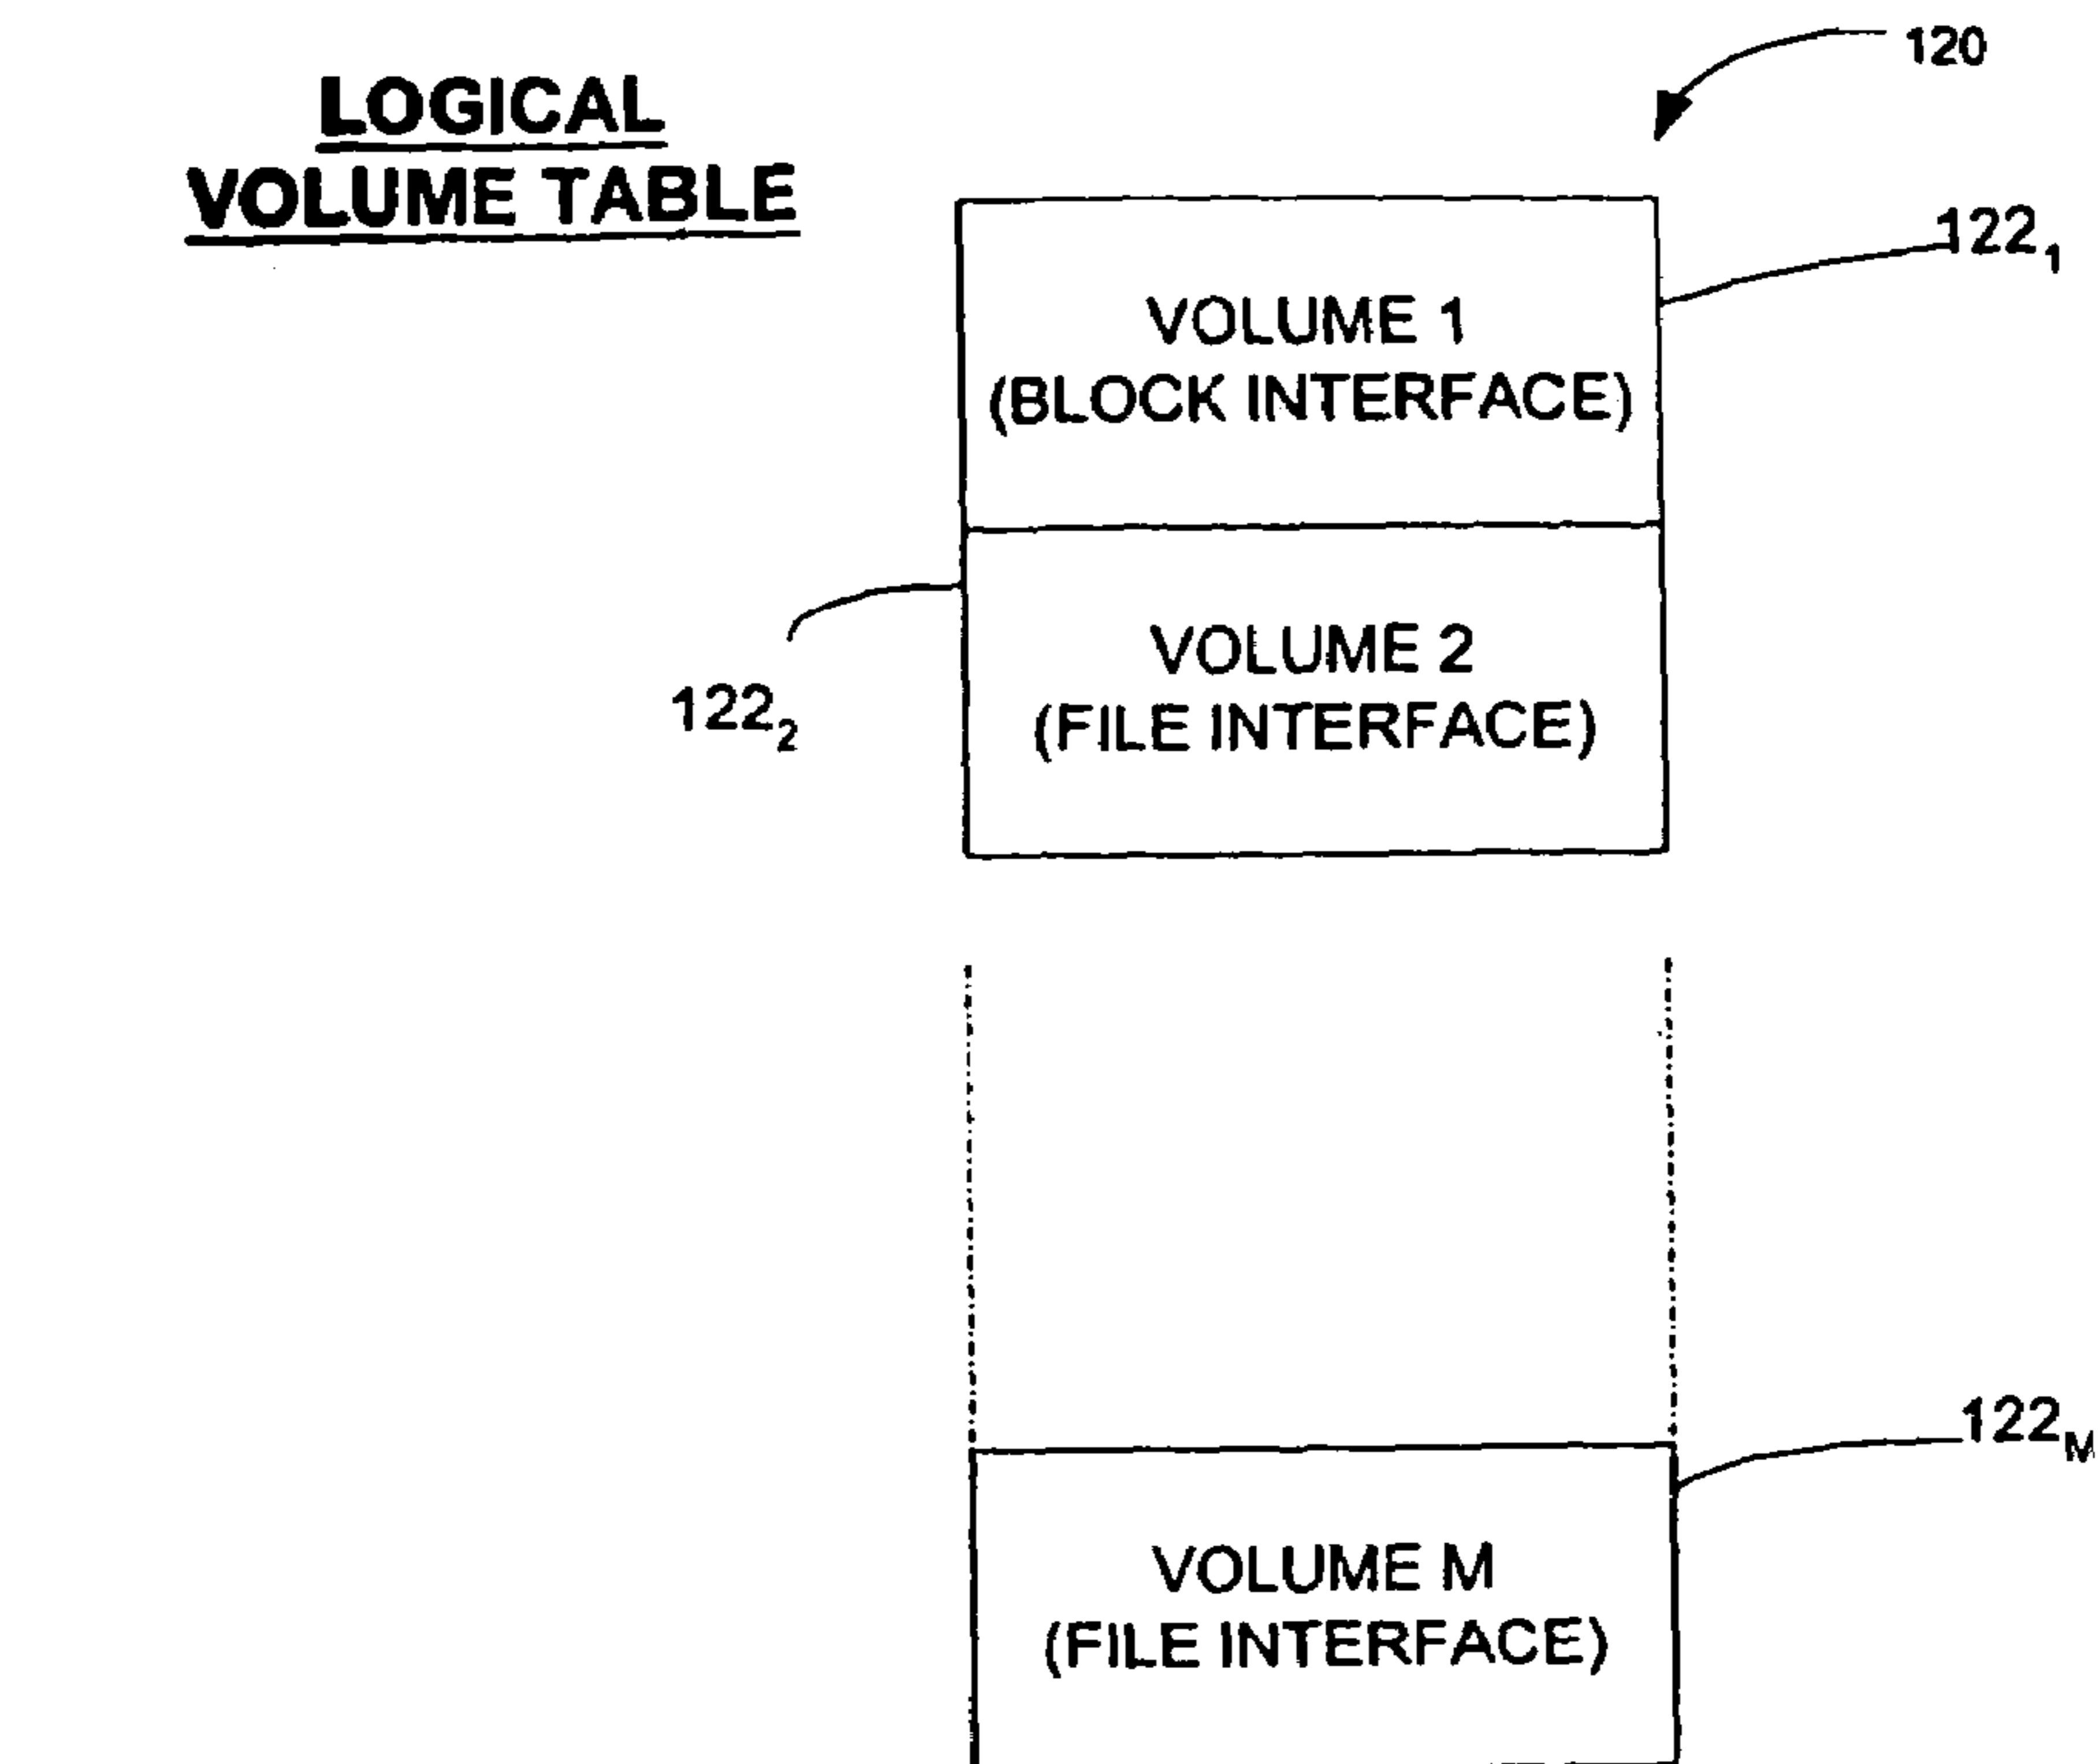 LOGICAL
VOLUME TABLE
120
122₁
VOLUME 1
(BLOCK INTERFACE)
122₂
VOLUME 2
(FILE INTERFACE)
122M
VOLUME M
(FILE INTERFACE)